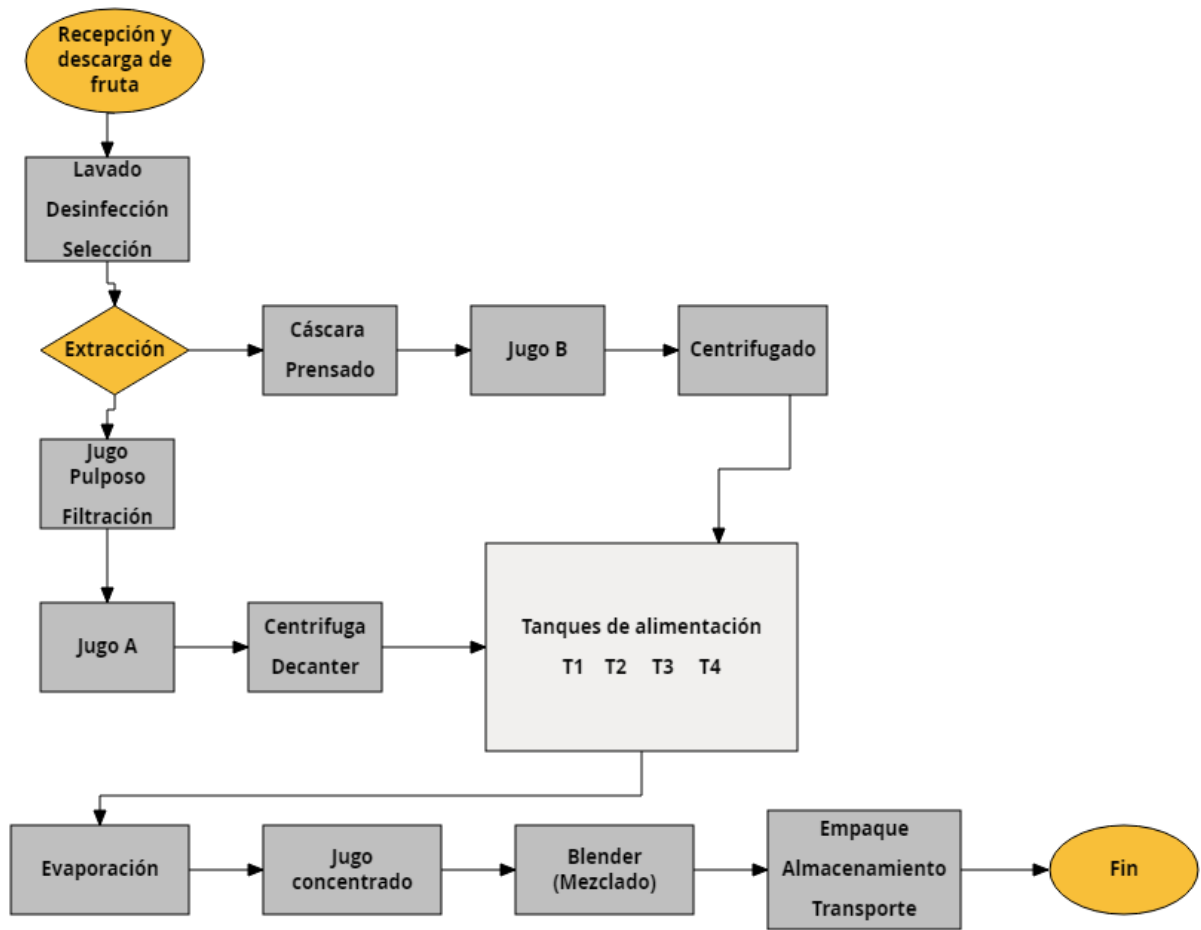 Recepción y
descarga de
fruta
Lavado
Desinfección
Selección
Extracción
Cáscara
Prensado
Jugo B
Centrifugado
Jugo
Pulposo
Filtración
Jugo A
Centrifuga
Decanter
Tanques de alimentación
T1 T2 T3 T4
Evaporación
Jugo
concentrado
Blender
(Mezclado)
Empaque
Almacenamiento
Transporte
Fin